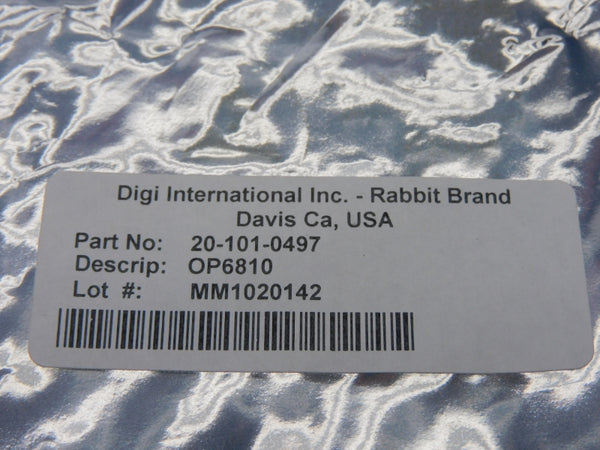 Digi International Inc. - Rabbit Brand
Davis Ca, USA
Part No: 20-101-0497
Descrip: OP6810
Lot #: MM1020142